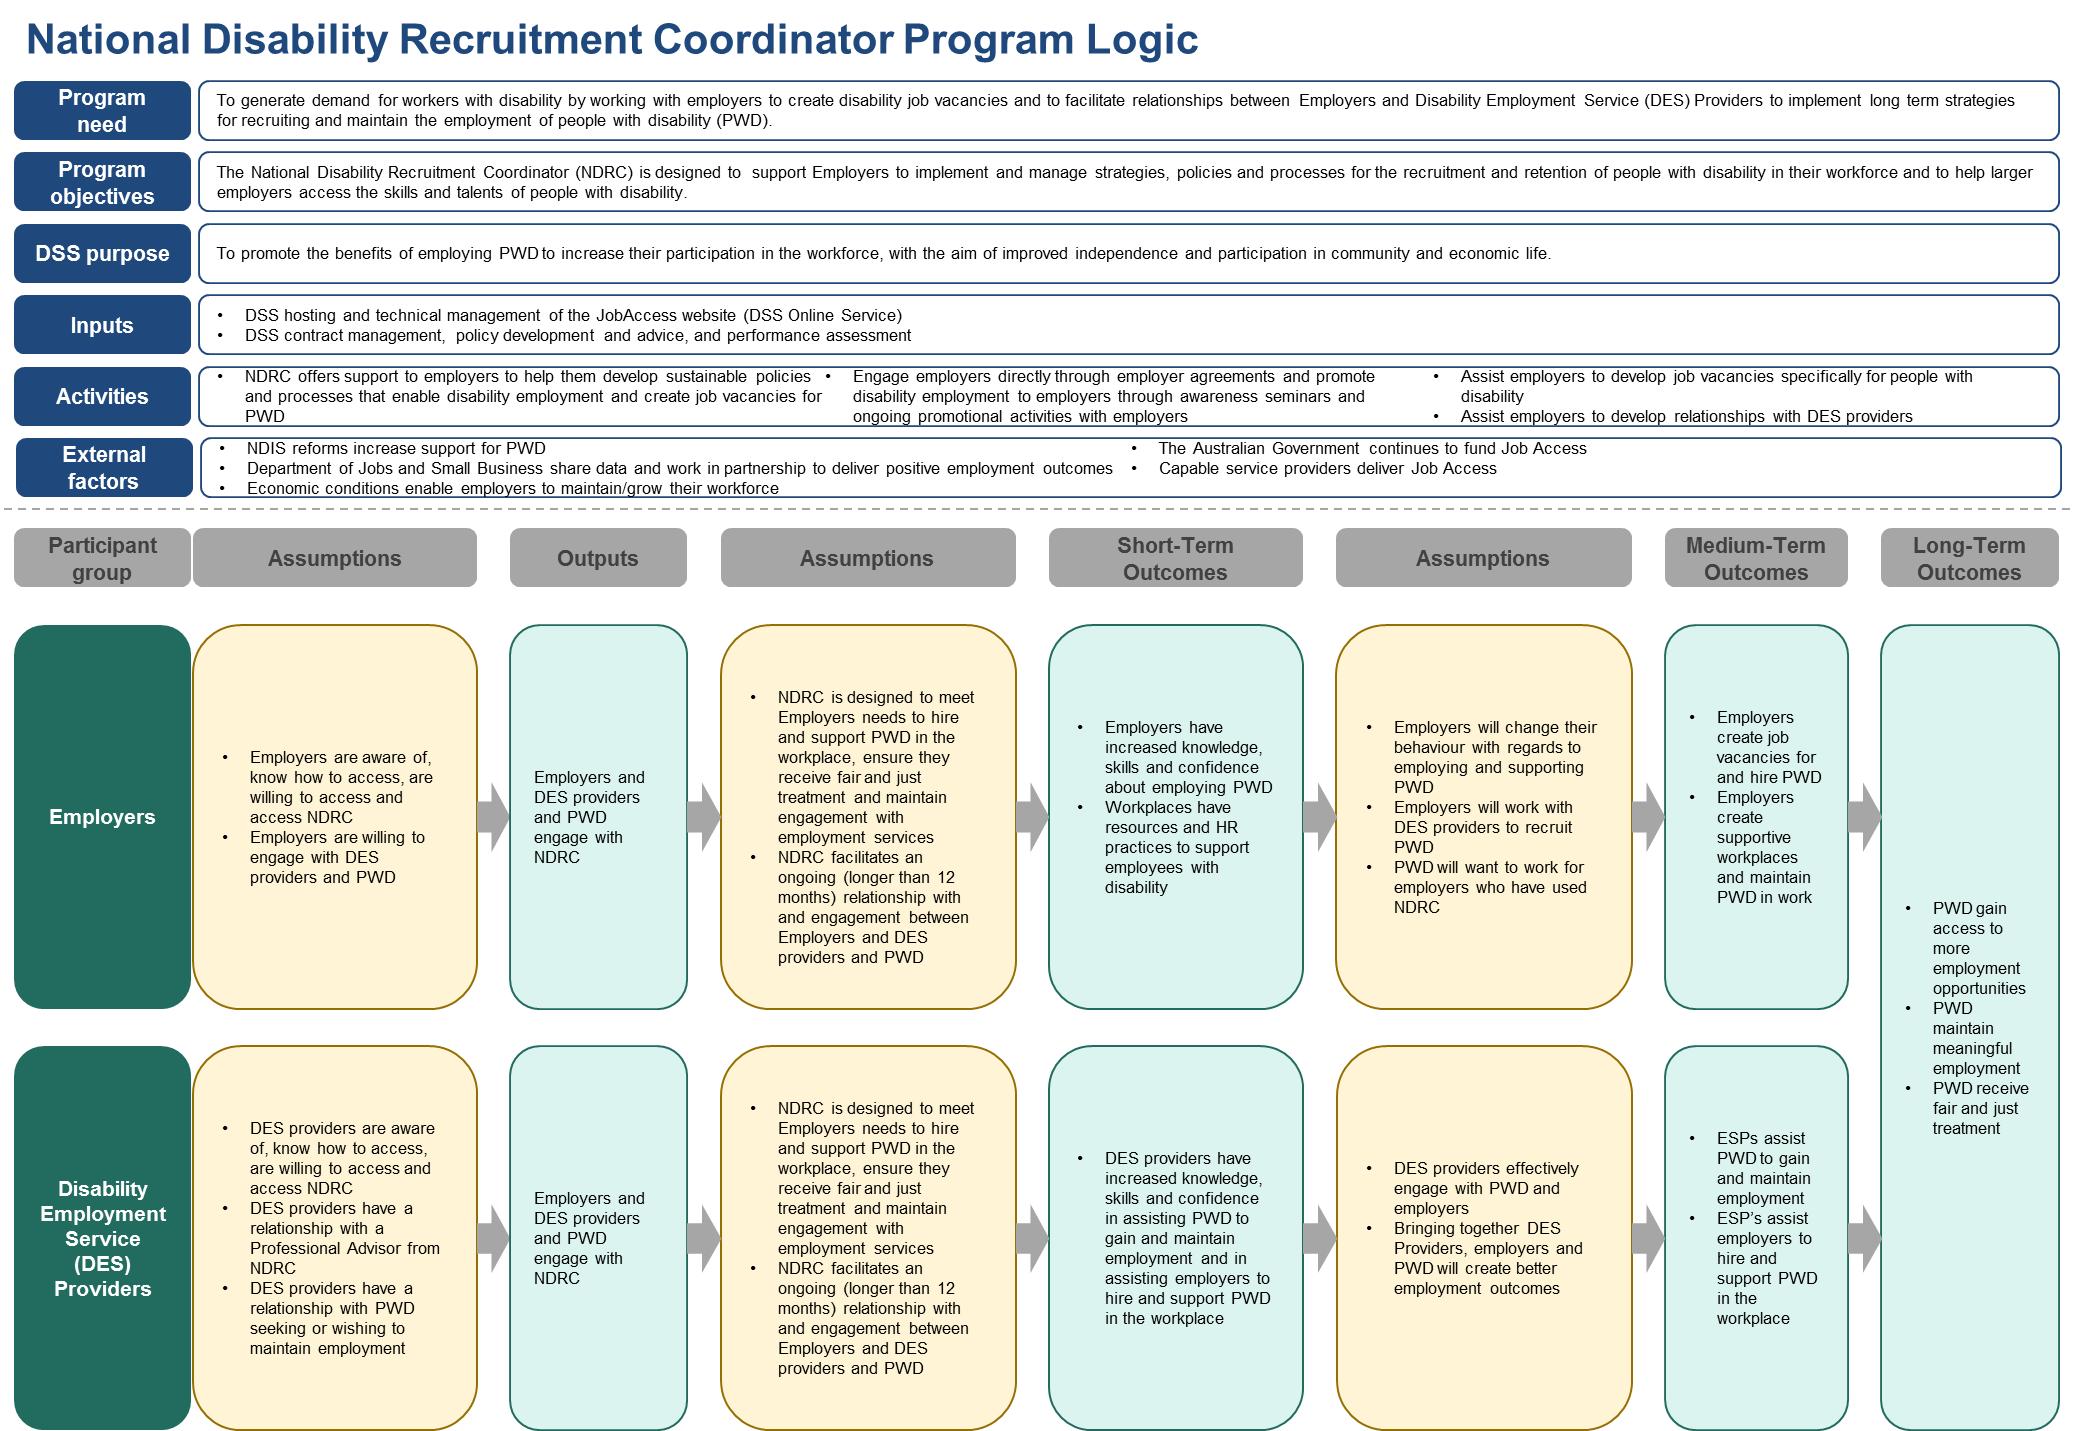 National Disability Recruitment Coordinator Program Logic
Program
need
To generate demand for workers with disability by working with employers to create disability job vacancies and to facilitate relationships between Employers and Disability Employment Service (DES) Providers to implement long term strategies
for recruiting and maintain the employment of people with disability (PWD).
Program
objectives
The National Disability Recruitment Coordinator (NDRC) is designed to support Employers to implement and manage strategies, policies and processes for the recruitment and retention of people with disability in their workforce and to help larger
employers access the skills and talents of people with disability.
DSS purpose
To promote the benefits of employing PWD to increase their participation in the workforce, with the aim of improved independence and participation in community and economic life.
Inputs
• DSS hosting and technical management of the JobAccess website (DSS Online Service)
• DSS contract management, policy development and advice, and performance assessment
Activities
• NDRC offers support to employers to help them develop sustainable policies
and processes that enable disability employment and create job vacancies for
PWD
• Engage employers directly through employer agreements and promote
disability employment to employers through awareness seminars and
ongoing promotional activities with employers
• Assist employers to develop job vacancies specifically for people with
disability
• Assist employers to develop relationships with DES providers
External
factors
• NDIS reforms increase support for PWD
• Department of Jobs and Small Business share data and work in partnership to deliver positive employment outcomes
• Economic conditions enable employers to maintain/grow their workforce
• The Australian Government continues to fund Job Access
• Capable service providers deliver Job Access
Participant
group
Assumptions
Outputs
Assumptions
Short-Term
Outcomes
Assumptions
Medium-Term
Outcomes
Long-Term
Outcomes
Employers
• Employers are aware of,
know how to access, are
willing to access and
access NDRC
• Employers are willing to
engage with DES
providers and PWD
Employers and
DES providers
and PWD
engage with
NDRC
• NDRC is designed to meet
Employers needs to hire
and support PWD in the
workplace, ensure they
receive fair and just
treatment and maintain
engagement with
employment services
• NDRC facilitates an
ongoing (longer than 12
months) relationship with
and engagement between
Employers and DES
providers and PWD
• Employers have
increased knowledge,
skills and confidence
about employing PWD
• Workplaces have
resources and HR
practices to support
employees with
disability
• Employers will change their
behaviour with regards to
employing and supporting
PWD
• Employers will work with
DES providers to recruit
PWD
• PWD will want to work for
employers who have used
NDRC
• Employers
create job
vacancies for
and hire PWD
• Employers
create
supportive
workplaces
and maintain
PWD in work
• PWD gain
access to
more
employment
opportunities
• PWD
maintain
meaningful
employment
• PWD receive
fair and just
treatment
Disability
Employment
Service
(DES)
Providers
• DES providers are aware
of, know how to access,
are willing to access and
access NDRC
• DES providers have a
relationship with a
Professional Advisor from
NDRC
• DES providers have a
relationship with PWD
seeking or wishing to
maintain employment
Employers and
DES providers
and PWD
engage with
NDRC
• NDRC is designed to meet
Employers needs to hire
and support PWD in the
workplace, ensure they
receive fair and just
treatment and maintain
engagement with
employment services
• NDRC facilitates an
ongoing (longer than 12
months) relationship with
and engagement between
Employers and DES
providers and PWD
• DES providers have
increased knowledge,
skills and confidence
in assisting PWD to
gain and maintain
employment and in
assisting employers to
hire and support PWD
in the workplace
• DES providers effectively
engage with PWD and
employers
• Bringing together DES
Providers, employers and
PWD will create better
employment outcomes
• ESPs assist
PWD to gain
and maintain
employment
• ESP's assist
employers to
hire and
support PWD
in the
workplace